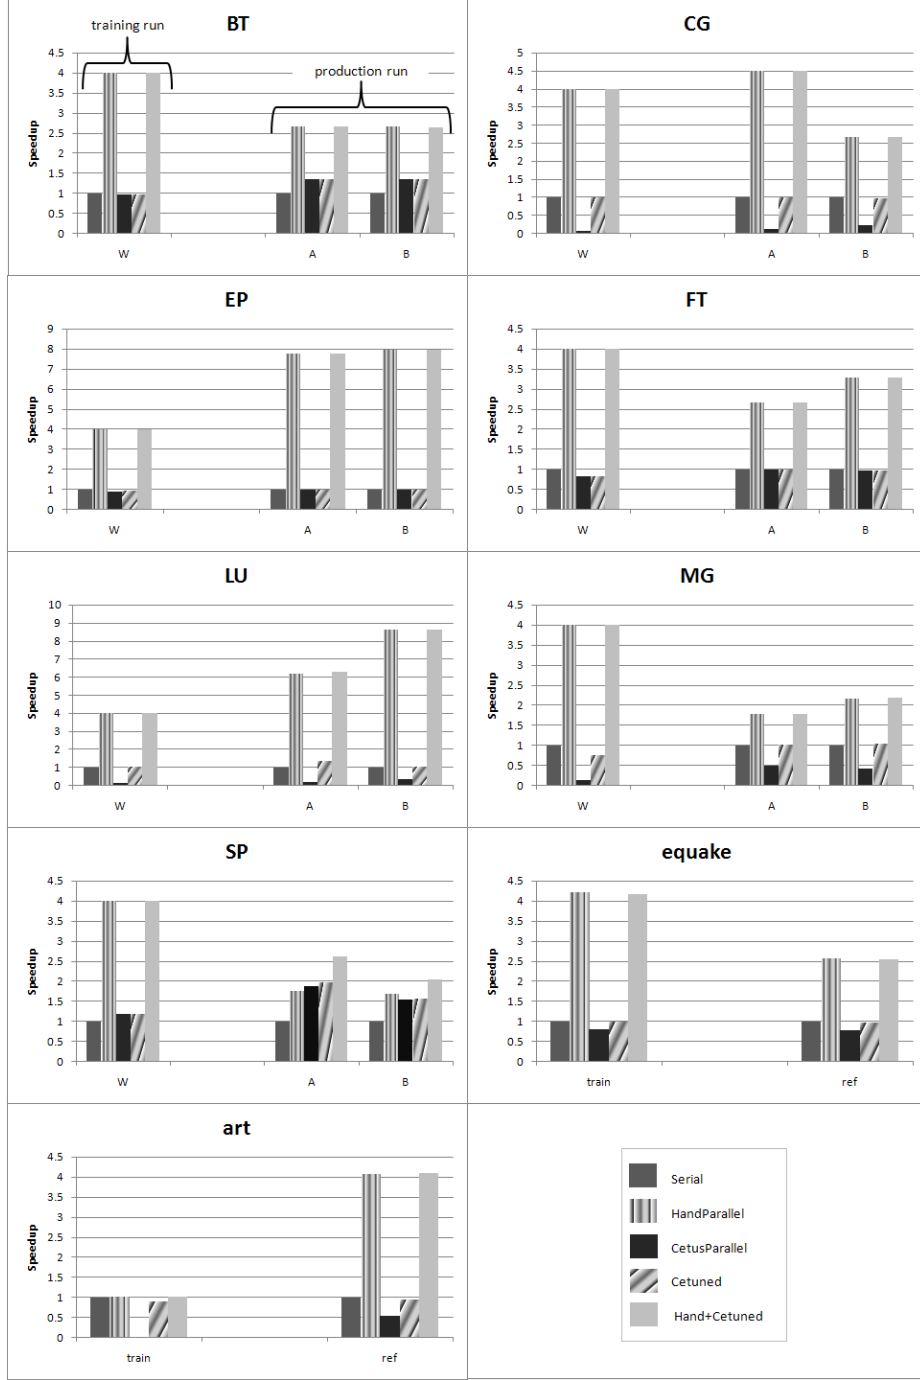 BT
training run
production run
Speedup
4.5
4
3.5
3
2.5
2
1.5
1
0.5
0
W A B
CG
Speedup
5
4.5
4
3.5
3
2.5
2
1.5
1
0.5
0
W A B
EP
Speedup
9
8
7
6
5
4
3
2
1
0
W A B
FT
Speedup
4.5
4
3.5
3
2.5
2
1.5
1
0.5
0
W A B
LU
Speedup
10
9
8
7
6
5
4
3
2
1
0
W A B
MG
Speedup
4.5
4
3.5
3
2.5
2
1.5
1
0.5
0
W A B
SP
Speedup
4.5
4
3.5
3
2.5
2
1.5
1
0.5
0
W A B
equake
Speedup
4.5
4
3.5
3
2.5
2
1.5
1
0.5
0
train ref
art
Speedup
4.5
4
3.5
3
2.5
2
1.5
1
0.5
0
train ref
Serial
HandParallel
CetusParallel
Cetuned
Hand+Cetuned